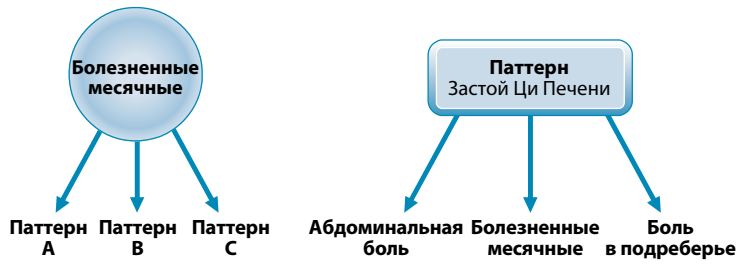 Болезненные
месячные
Паттерн
A
Паттерн
B
Паттерн
C
Паттерн
Застой Ци Печени
Абдоминальная
боль
Болезненные
месячные
Боль
в подреберье